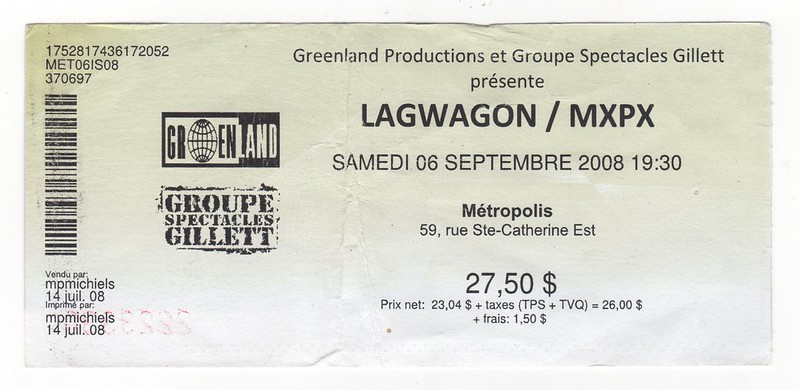 1752817436172052
MET06IS08
370697
Greenland Productions et Groupe Spectacles Gillett
présente
LAGWAGON / MXPX
SAMEDI 06 SEPTEMBRE 2008 19:30
GREENLAND
GROUPE
SPECTACLES
GILLETT
Métropolis
59, rue Ste-Catherine Est
27,50 $
Prix net: 23,04 $ + taxes (TPS + TVQ) = 26,00 $
+ frais: 1,50 $
Vendu par:
mpmichiels
14 juil. 08
Imprimé par:
mpmichiels
14 juil. 08